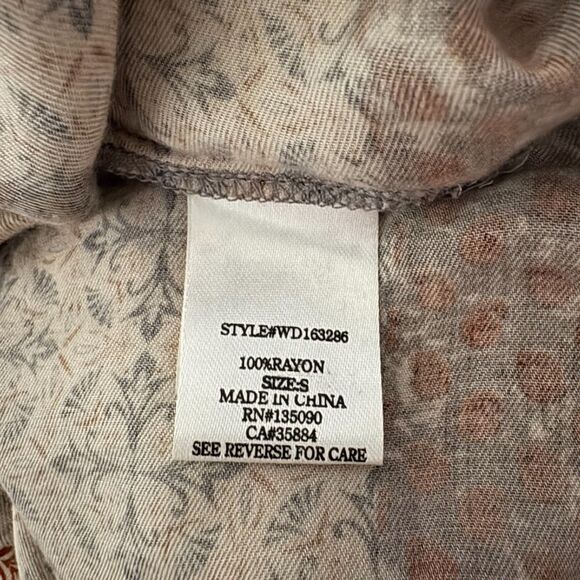 STYLE#WD163286
100%RAYON
SIZE:S
MADE IN CHINA
RN#135090
CA#35884
SEE REVERSE FOR CARE